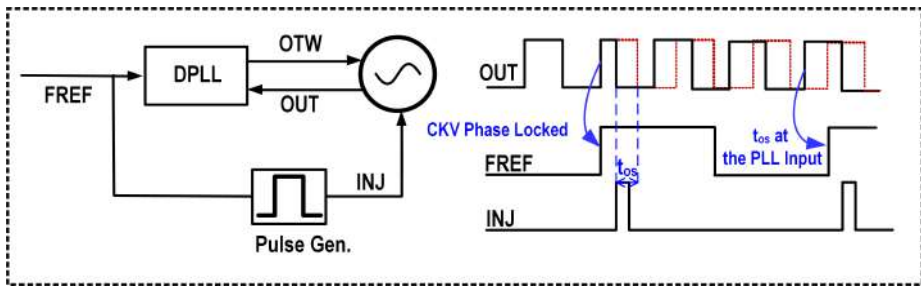 OTW
DPLL
FREF
OUT
INJ
Pulse Gen.
OUT
CKV Phase Locked
tos at
the PLL Input
FREF
tos
INJ